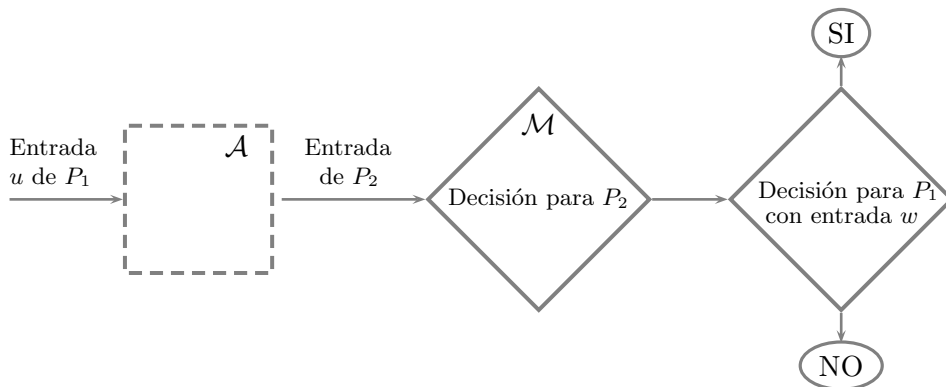 Entrada
u de P₁
𝒜
Entrada
de P₂
ℳ
Decisión para P₂
SI
Decisión para P₁
con entrada w
NO